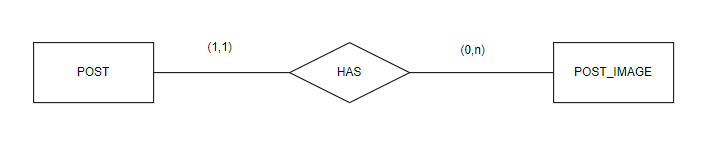 (1,1)
(0,n)
POST
HAS
POST_IMAGE